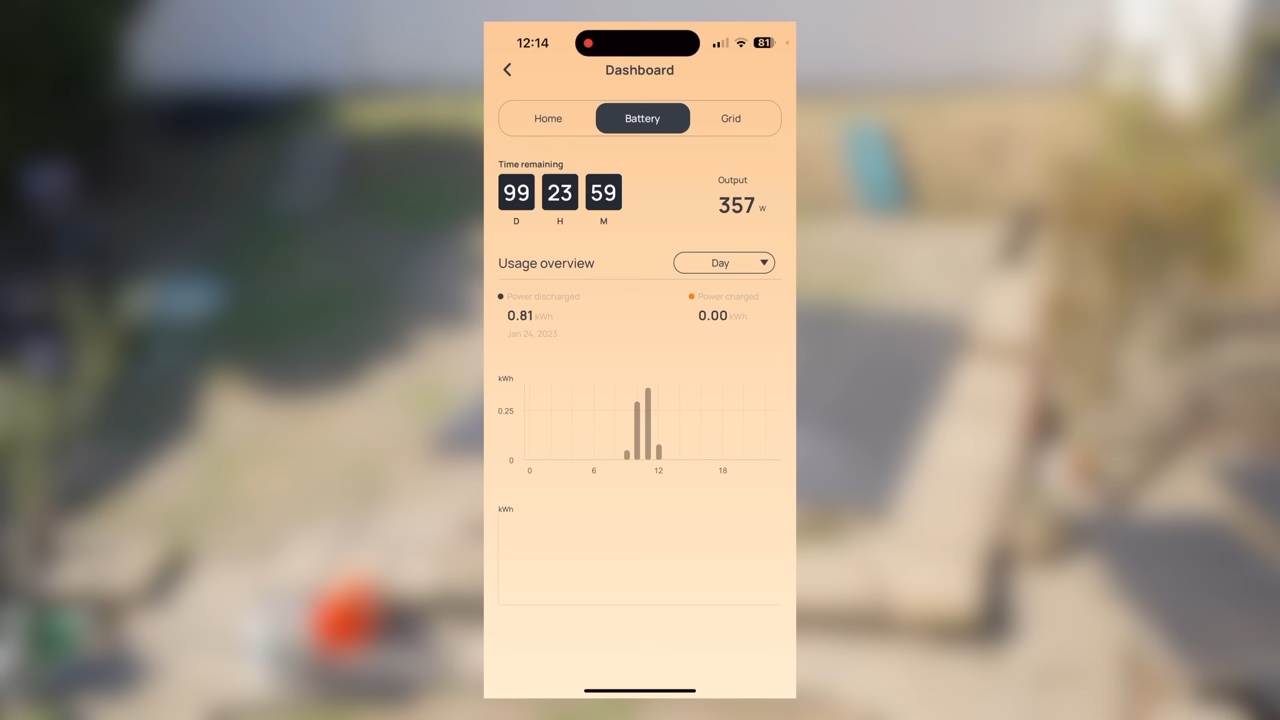 12:14
81
Dashboard
Home
Battery
Grid
Time remaining
99 23 59
D H M
Output
357 W
Usage overview
Day
Power discharged
0.81 kWh
Jan 24, 2023
Power charged
0.00 kWh
kWh
0.25
0
0 6 12 18
kWh